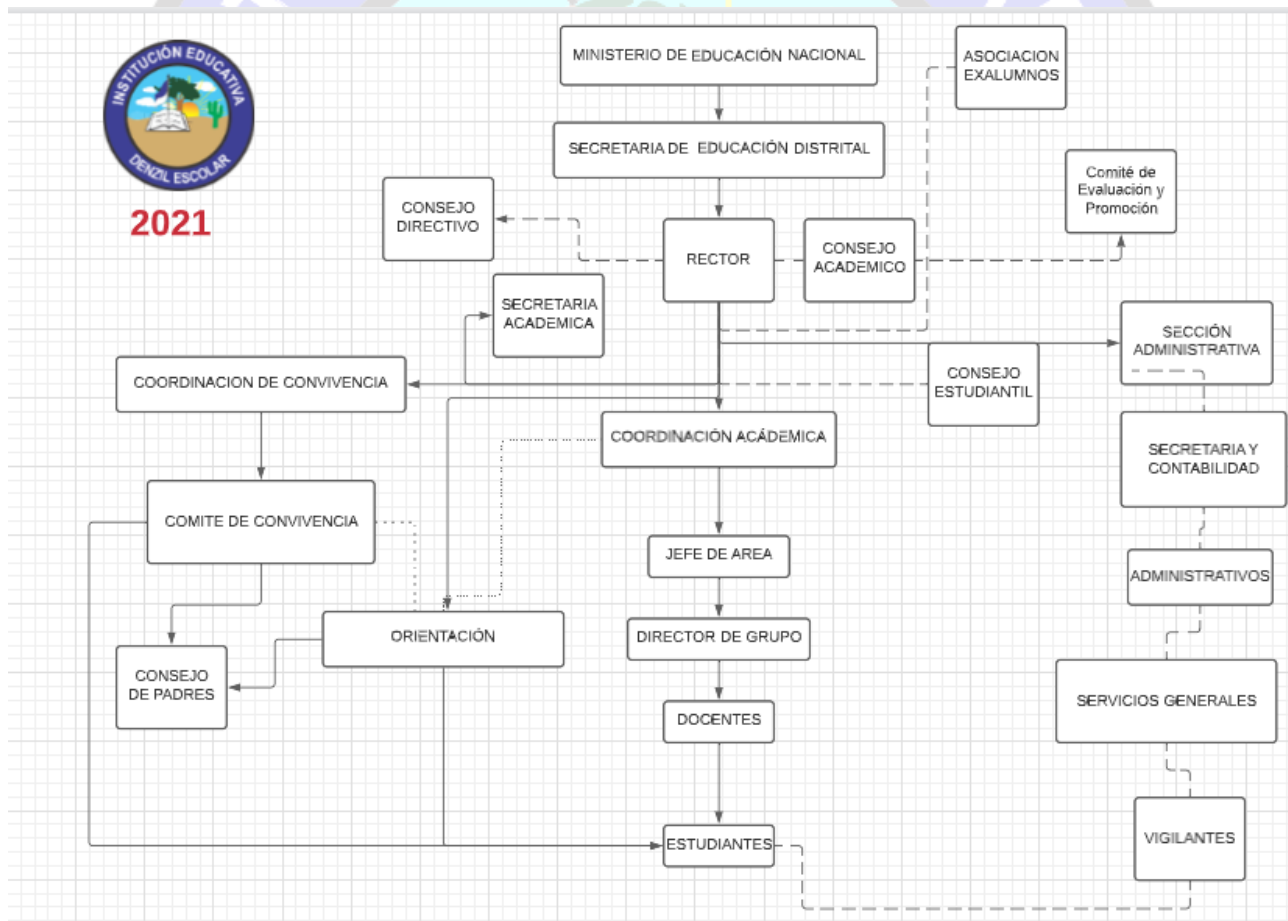 INSTITUCIÓN EDUCATIVA
DENZIL ESCOLAR
2021
MINISTERIO DE EDUCACIÓN NACIONAL
ASOCIACION
EXALUMNOS
SECRETARIA DE EDUCACIÓN DISTRITAL
Comité de
Evaluación y
Promoción
CONSEJO
DIRECTIVO
RECTOR
CONSEJO
ACADEMICO
SECRETARIA
ACADEMICA
SECCIÓN
ADMINISTRATIVA
COORDINACION DE CONVIVENCIA
CONSEJO
ESTUDIANTIL
COORDINACIÓN ACÁDEMICA
SECRETARIA Y
CONTABILIDAD
COMITE DE CONVIVENCIA
JEFE DE AREA
ADMINISTRATIVOS
ORIENTACIÓN
DIRECTOR DE GRUPO
CONSEJO
DE PADRES
SERVICIOS GENERALES
DOCENTES
ESTUDIANTES
VIGILANTES